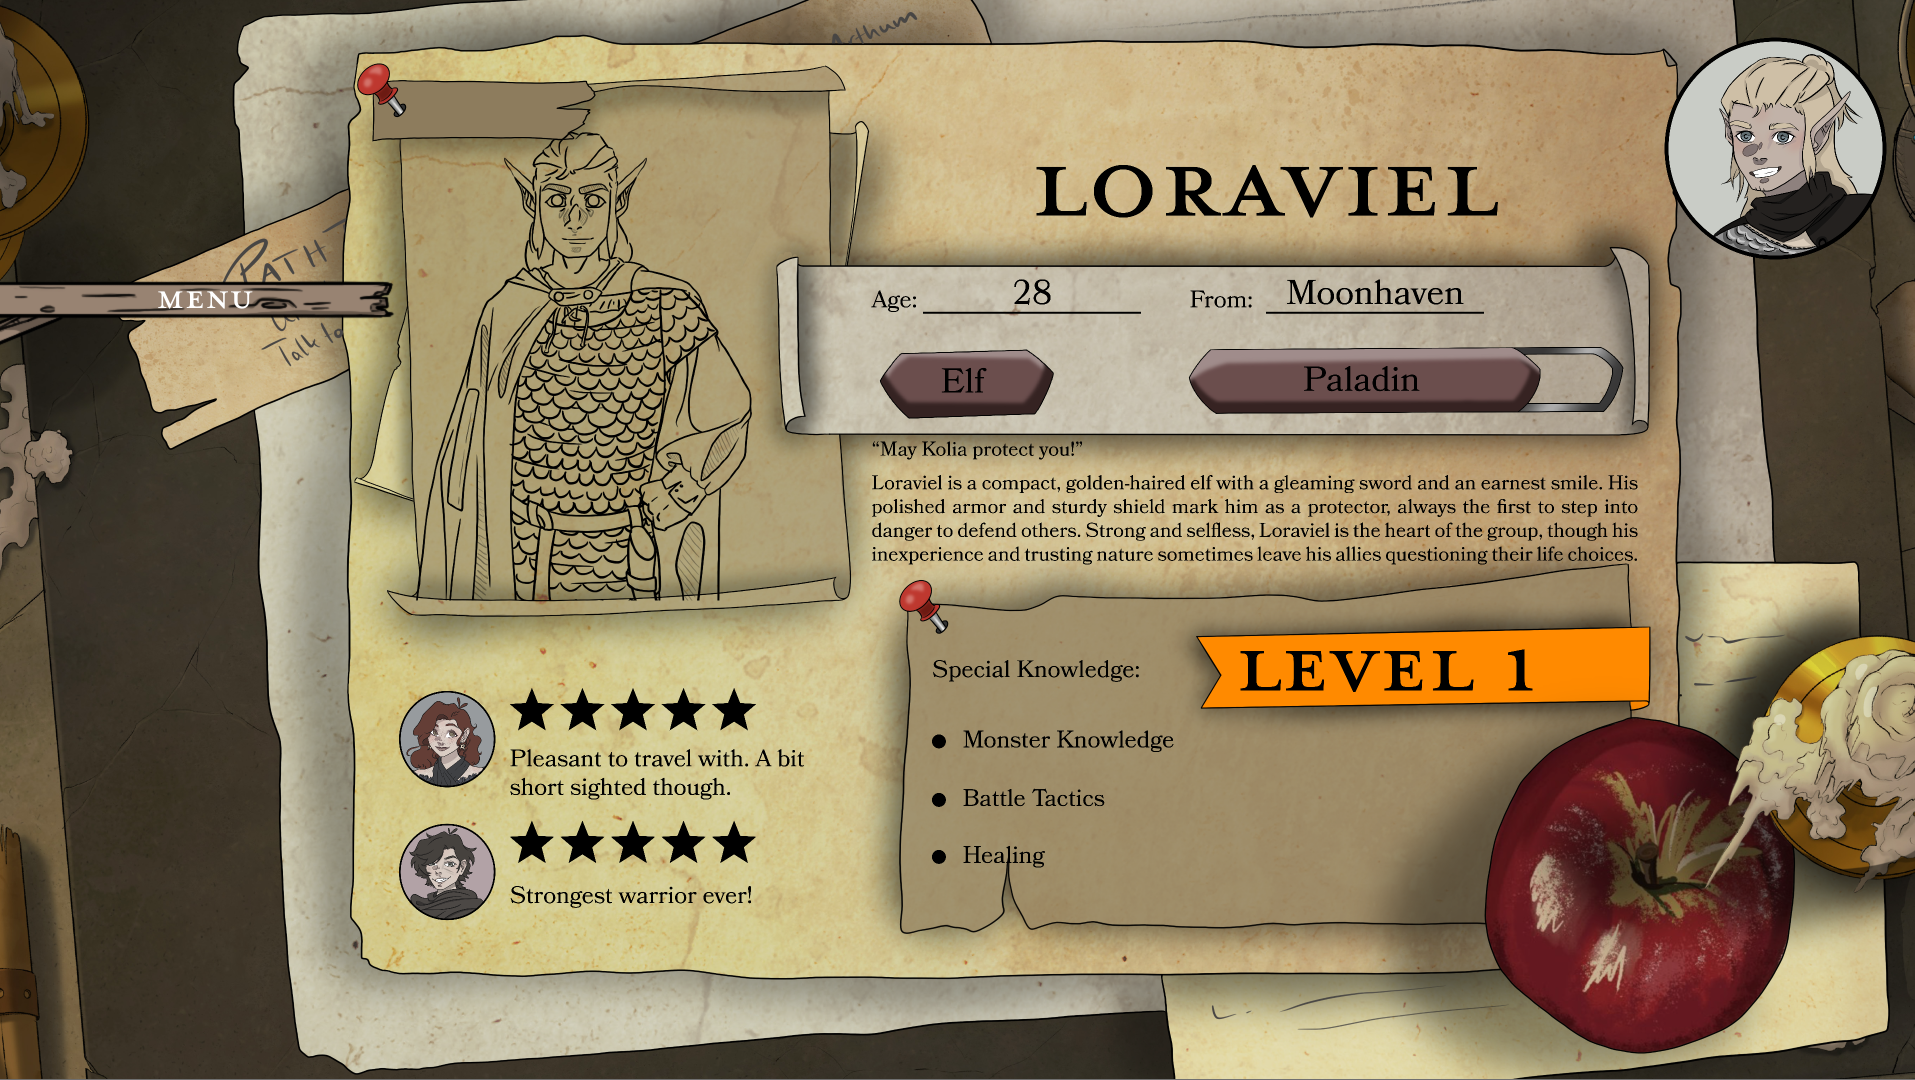 Arthum
LORAVIEL
PATH
MENU
Talk to
Age: 28 From: Moonhaven
Elf
Paladin
“May Kolia protect you!”
Loraviel is a compact, golden-haired elf with a gleaming sword and an earnest smile. His
polished armor and sturdy shield mark him as a protector, always the first to step into
danger to defend others. Strong and selfless, Loraviel is the heart of the group, though his
inexperience and trusting nature sometimes leave his allies questioning their life choices.
Special Knowledge:
LEVEL 1
Monster Knowledge
Battle Tactics
Healing
Pleasant to travel with. A bit
short sighted though.
Strongest warrior ever!